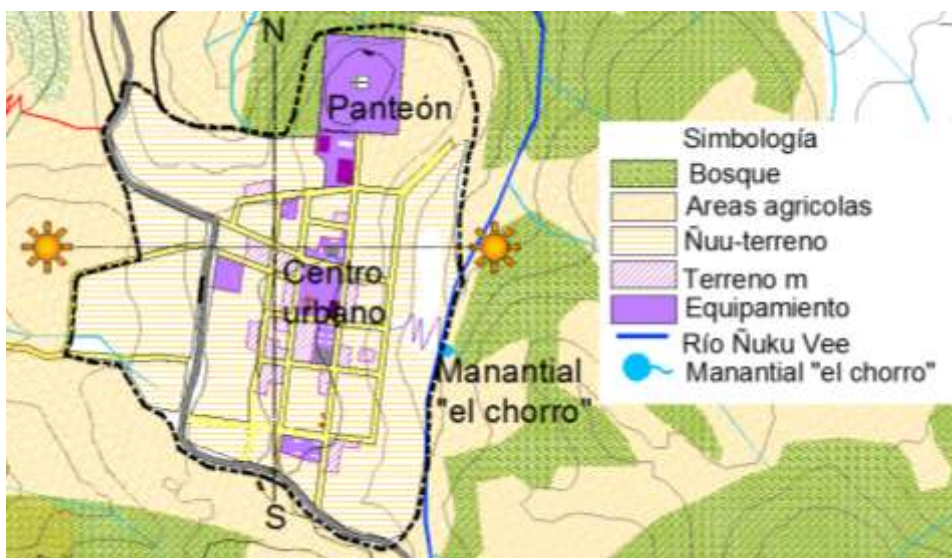 N
Panteón
Centro
urbano
Manantial
"el chorro"
S
Simbología
Bosque
Areas agricolas
Ñuu-terreno
Terreno m
Equipamiento
Río Ñuku Vee
Manantial "el chorro"